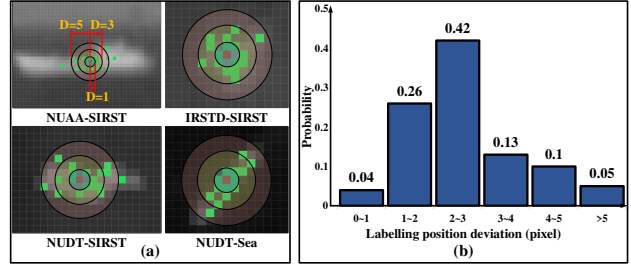 D=5 D=3
D=1
NUAA-SIRST IRSTD-SIRST
NUDT-SIRST NUDT-Sea
(a)
0.5
0.4
0.3
0.2
0.1
0
Probability
0.04
0.26
0.42
0.13
0.1
0.05
0~1 1~2 2~3 3~4 4~5 >5
Labelling position deviation (pixel)
(b)